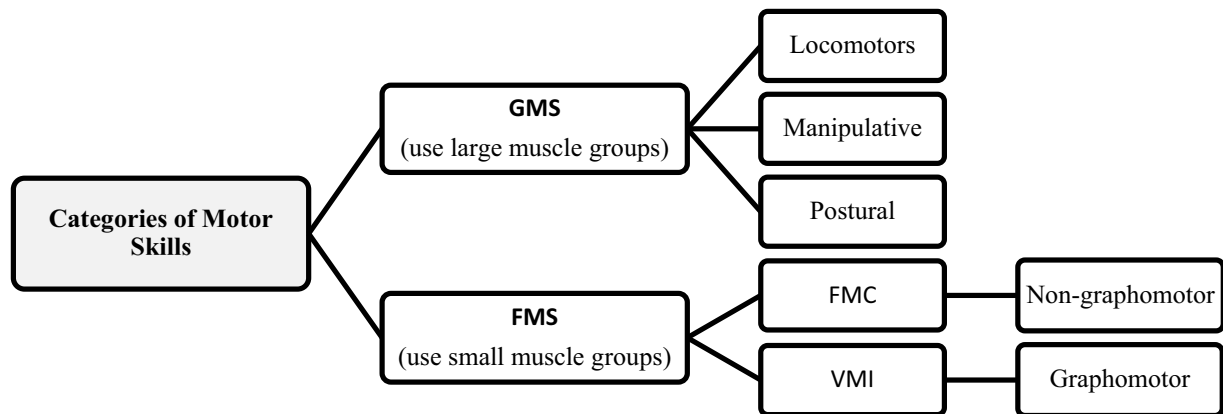 Categories of Motor
Skills
GMS
(use large muscle groups)
Locomotors
Manipulative
Postural
FMS
(use small muscle groups)
FMC
Non-graphomotor
VMI
Graphomotor